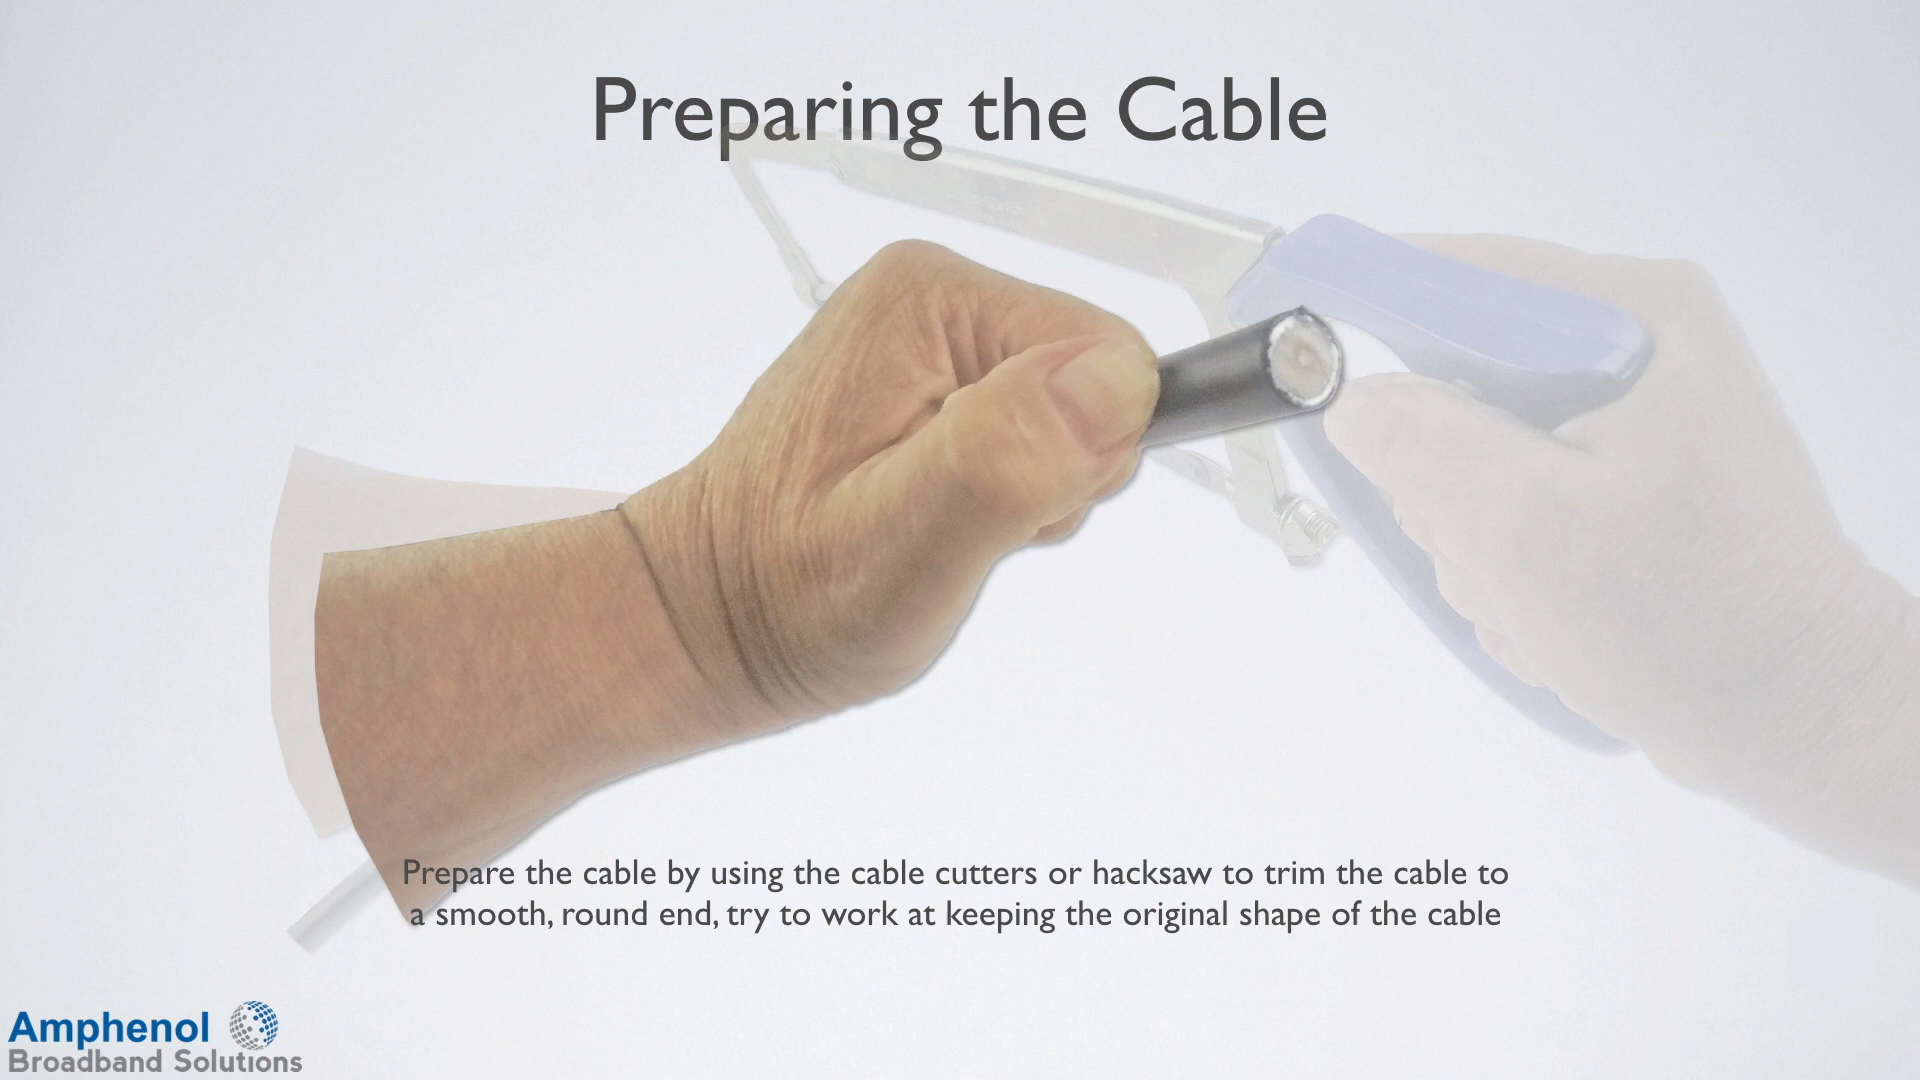 Preparing the Cable
Prepare the cable by using the cable cutters or hacksaw to trim the cable to
a smooth, round end, try to work at keeping the original shape of the cable
Amphenol
Broadband Solutions